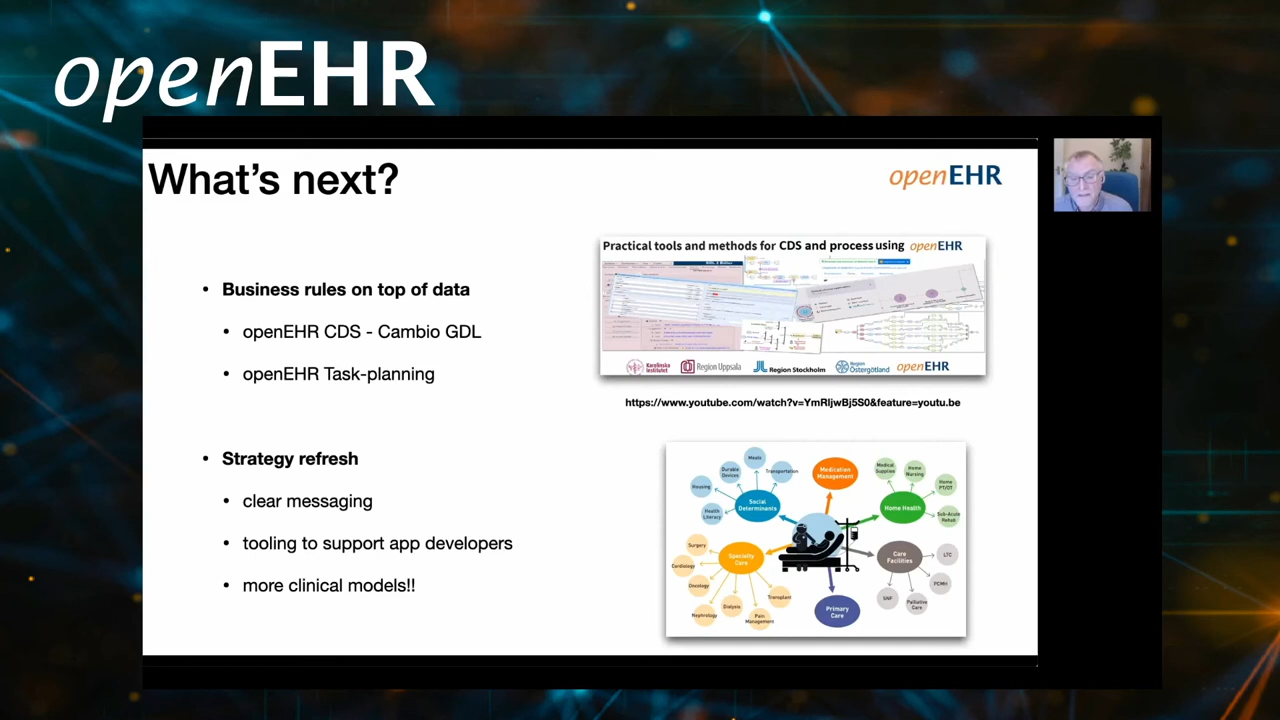 openEHR
What's next?
openEHR
• Business rules on top of data
• openEHR CDS - Cambio GDL
• openEHR Task-planning
Practical tools and methods for CDS and process using openEHR
Karolinska
Institutet
Region Uppsala
Region Stockholm
Region
Östergötland
openEHR
https://www.youtube.com/watch?v=YmRljwBj5S0&feature=youtu.be
• Strategy refresh
• clear messaging
• tooling to support app developers
• more clinical models!!
Meals
Durable
Devices
Transportation
Housing
Health
Literacy
Social
Determinants
Medication
Management
Medical
Supplies
Home
Nursing
Home
PT/OT
Sub-Acute
Rehab
Home Health
Surgery
Cardiology
Oncology
Nephrology
Dialysis
Pain
Management
Transplant
Specialty
Care
Primary
Care
Care
Facilities
LTC
PCMH
Palliative
Care
SNF